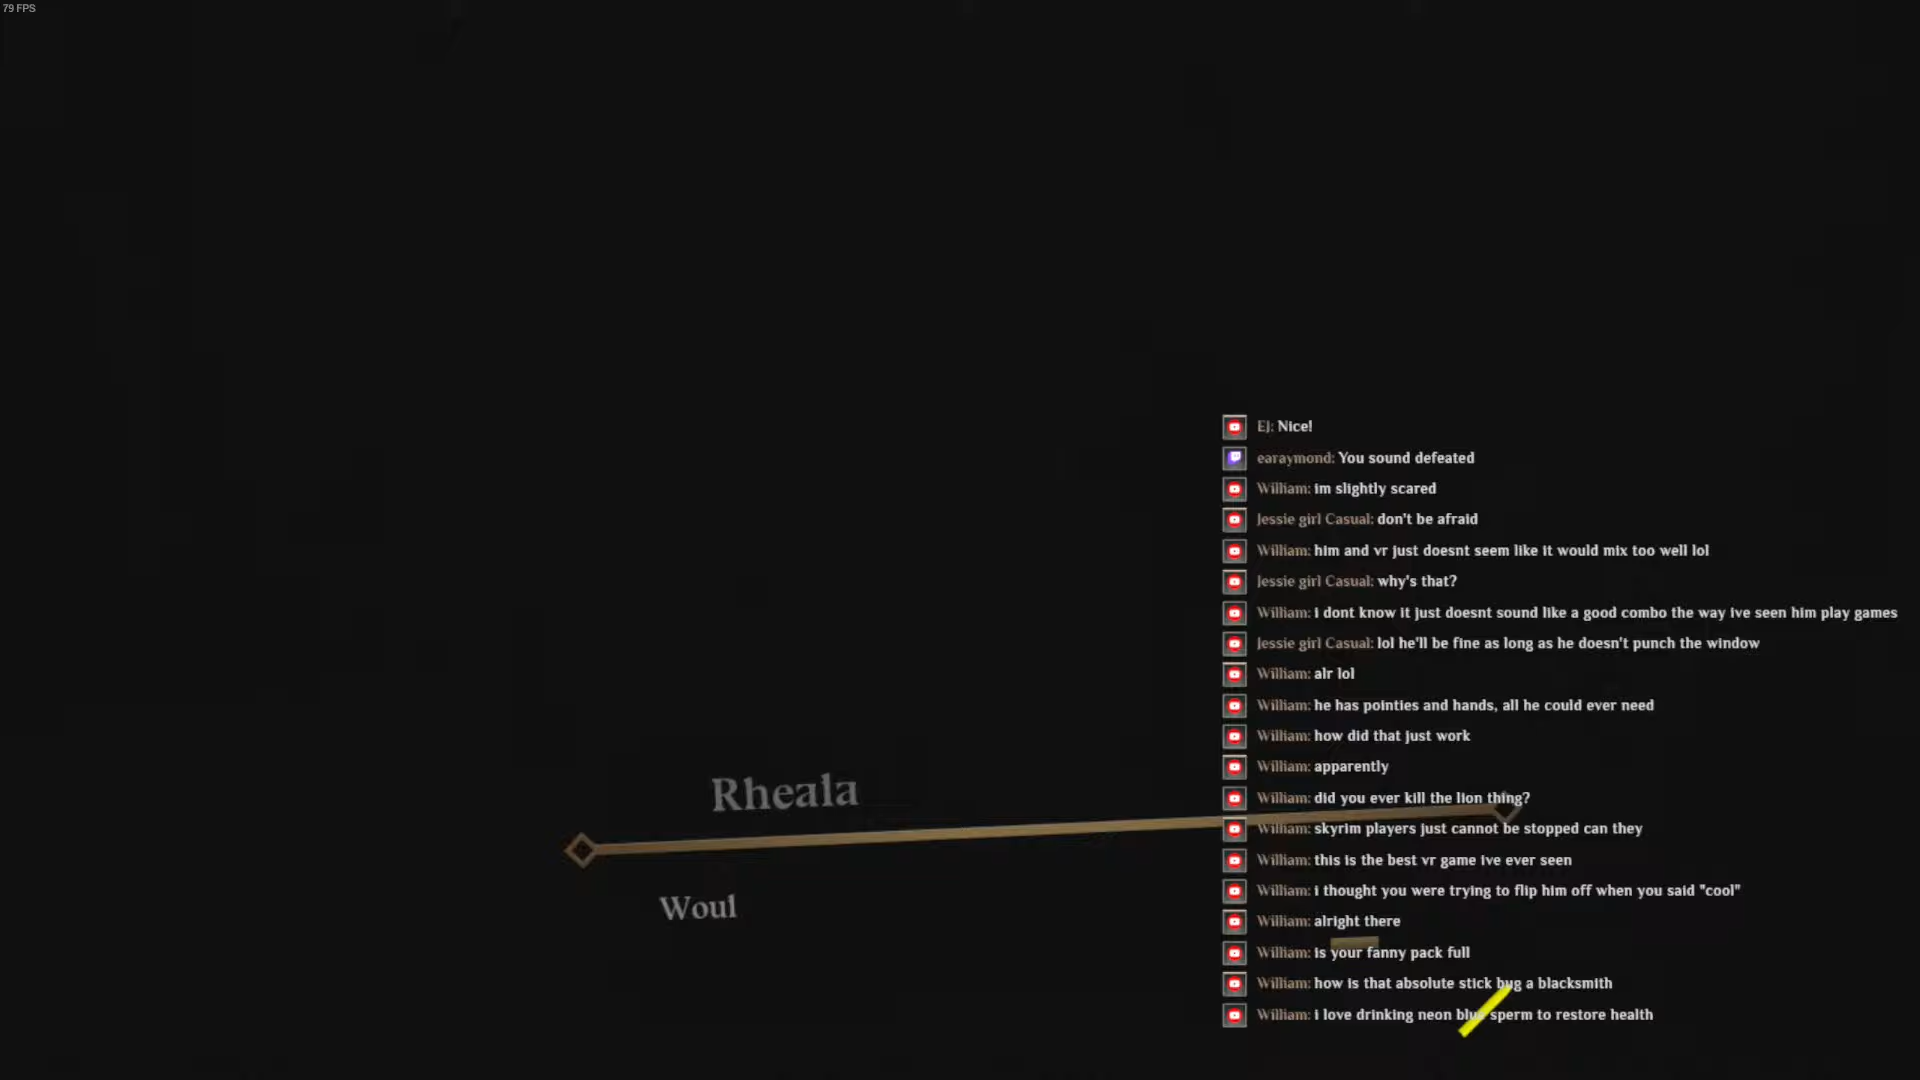 79 FPS
EJ: Nice!
earaymond: You sound defeated
William: im slightly scared
Jessie girl Casual: don't be afraid
William: him and vr just doesnt seem like it would mix too well lol
Jessie girl Casual: why's that?
William: i dont know it just doesnt sound like a good combo the way ive seen him play games
Jessie girl Casual: lol he'll be fine as long as he doesn't punch the window
William: alr lol
William: he has pointies and hands, all he could ever need
William: how did that just work
William: apparently
William: did you ever kill the lion thing?
William: skyrim players just cannot be stopped can they
William: this is the best vr game ive ever seen
William: i thought you were trying to flip him off when you said "cool"
William: alright there
William: is your fanny pack full
William: how is that absolute stick bug a blacksmith
William: i love drinking neon blue sperm to restore health
Rheala
Woul